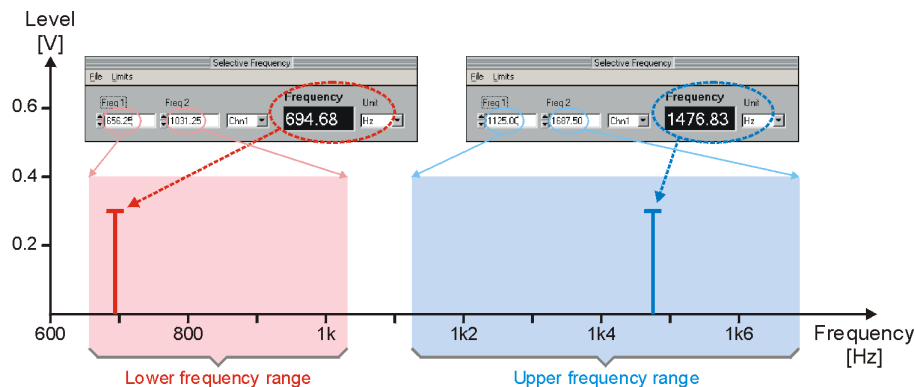 Level
[V]
Selective Frequency
File Limits
Freq 1 Freq 2 Frequency Unit
656.25 1031.25 Chn1 694.68 Hz
Selective Frequency
File Limits
Freq 1 Freq 2 Frequency Unit
1125.00 1687.50 Chn1 1476.83 Hz
0.6
0.4
0.2
600 800 1k 1k2 1k4 1k6 Frequency
[Hz]
Lower frequency range Upper frequency range